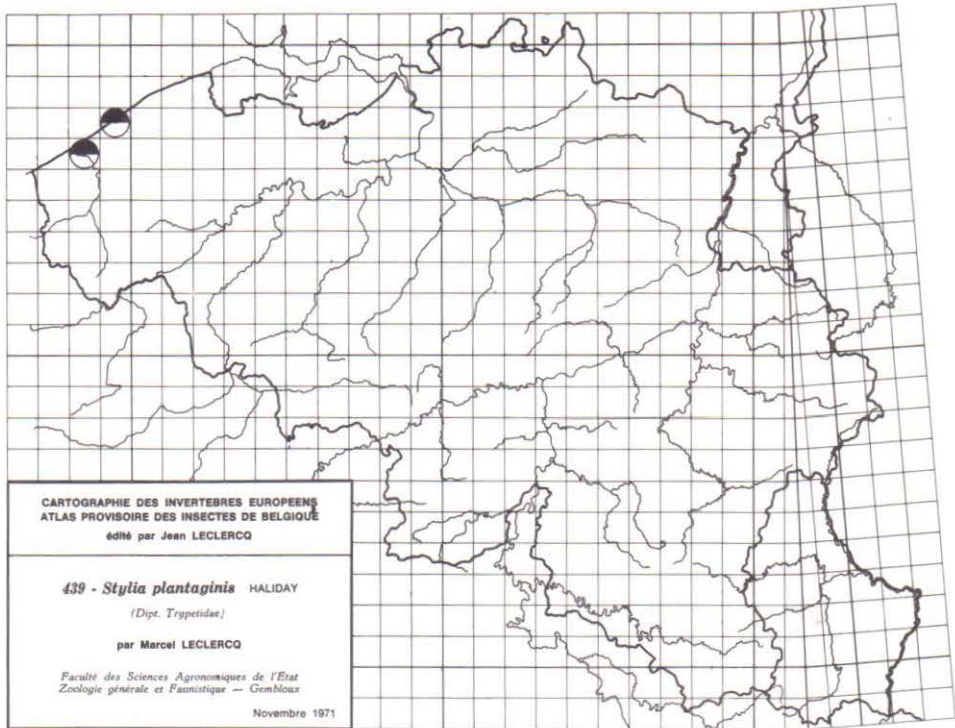 CARTOGRAPHIE DES INVERTEBRES EUROPEENS
ATLAS PROVISOIRE DES INSECTES DE BELGIQUE
édité par Jean LECLERCQ
439 - Stylia plantaginis HALIDAY
(Dipt. Trypetidae)
par Marcel LECLERCQ
Faculté des Sciences Agronomiques de l'Etat
Zoologie générale et Faunistique — Gembloux
Novembre 1971